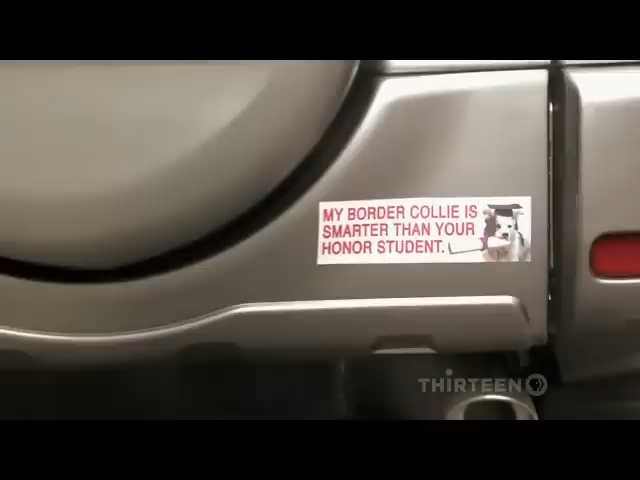 MY BORDER COLLIE IS
SMARTER THAN YOUR
HONOR STUDENT.
THIRTEEN